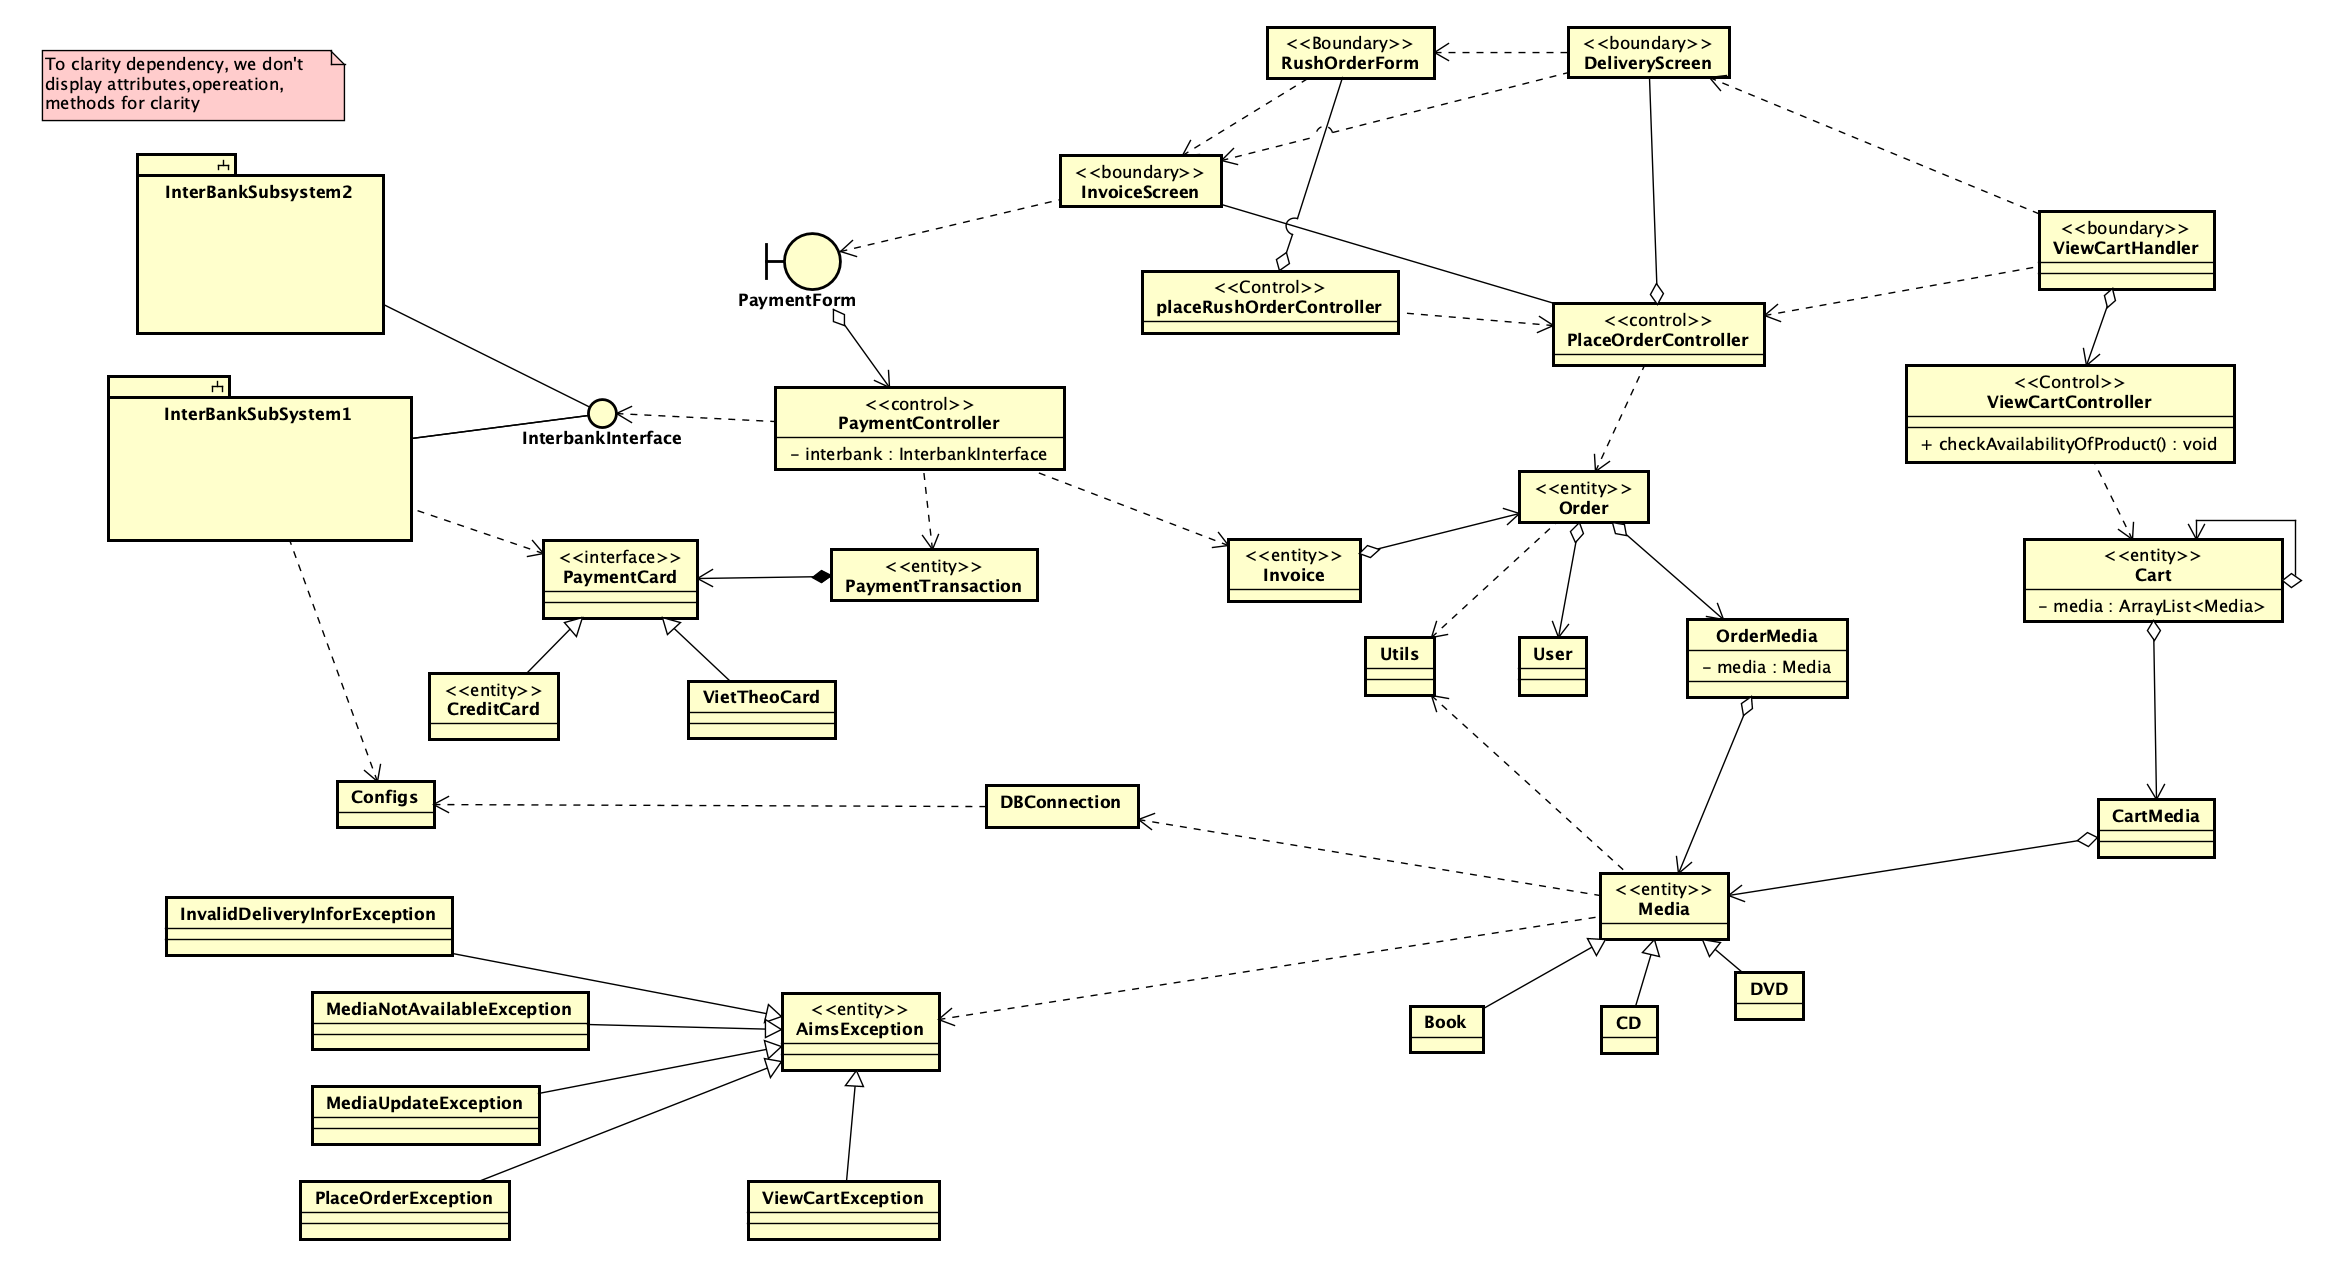 To clarity dependency, we don't
display attributes,opereation,
methods for clarity
<<Boundary>>
RushOrderForm
<<boundary>>
DeliveryScreen
<<boundary>>
InvoiceScreen
InterBankSubsystem2
<<boundary>>
ViewCartHandler
PaymentForm
<<Control>>
placeRushOrderController
<<control>>
PlaceOrderController
InterBankSubSystem1
InterbankInterface
<<control>>
PaymentController
- interbank : InterbankInterface
<<Control>>
ViewCartController
+ checkAvailabilityOfProduct() : void
<<entity>>
Order
<<interface>>
PaymentCard
<<entity>>
PaymentTransaction
<<entity>>
Invoice
<<entity>>
Cart
- media : ArrayList<Media>
<<entity>>
CreditCard
VietTheoCard
Utils
User
OrderMedia
- media : Media
Configs
DBConnection
CartMedia
<<entity>>
Media
InvalidDeliveryInforException
MediaNotAvailableException
<<entity>>
AimsException
Book
CD
DVD
MediaUpdateException
PlaceOrderException
ViewCartException